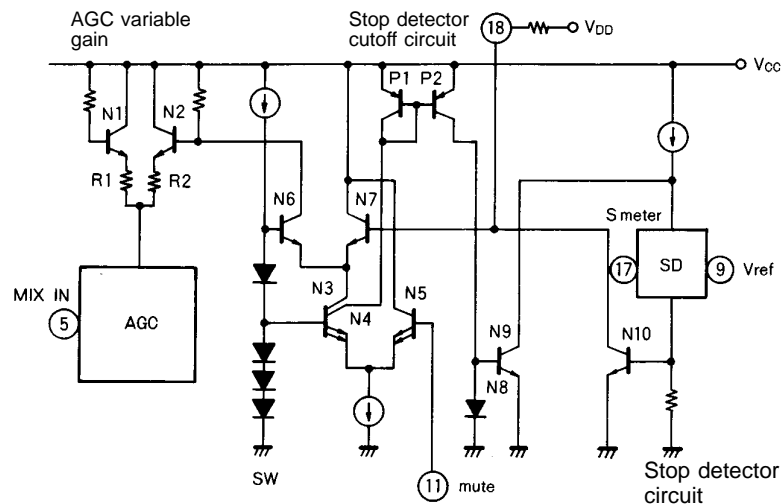 AGC variable
gain
Stop detector
cutoff circuit
18
VDD
P1 P2
VCC
N1 N2
R1 R2
N6 N7
S meter
17 SD 9 Vref
MIX IN
5 AGC
N3
N4 N5
N9
N8
N10
SW
11 mute
Stop detector
circuit